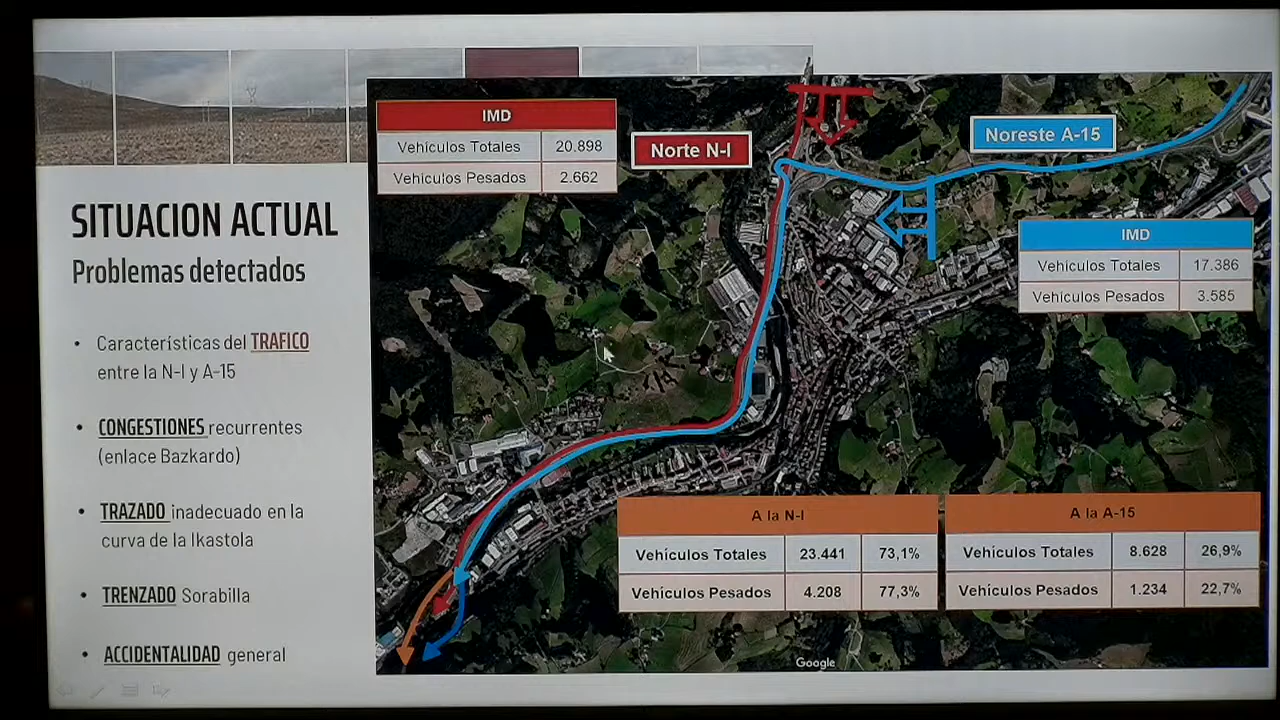 SITUACION ACTUAL
Problemas detectados
• Características del TRAFICO
entre la N-I y A-15
• CONGESTIONES recurrentes
(enlace Bazkardo)
• TRAZADO inadecuado en la
curva de la Ikastola
• TRENZADO Sorabilla
• ACCIDENTALIDAD general
IMD
Vehículos Totales 20.898
Vehículos Pesados 2.662
Norte N-I
Noreste A-15
IMD
Vehículos Totales 17.386
Vehículos Pesados 3.585
A la N-I
Vehículos Totales 23.441 73,1%
Vehículos Pesados 4.208 77,3%
A la A-15
Vehículos Totales 8.628 26,9%
Vehículos Pesados 1.234 22,7%
Google